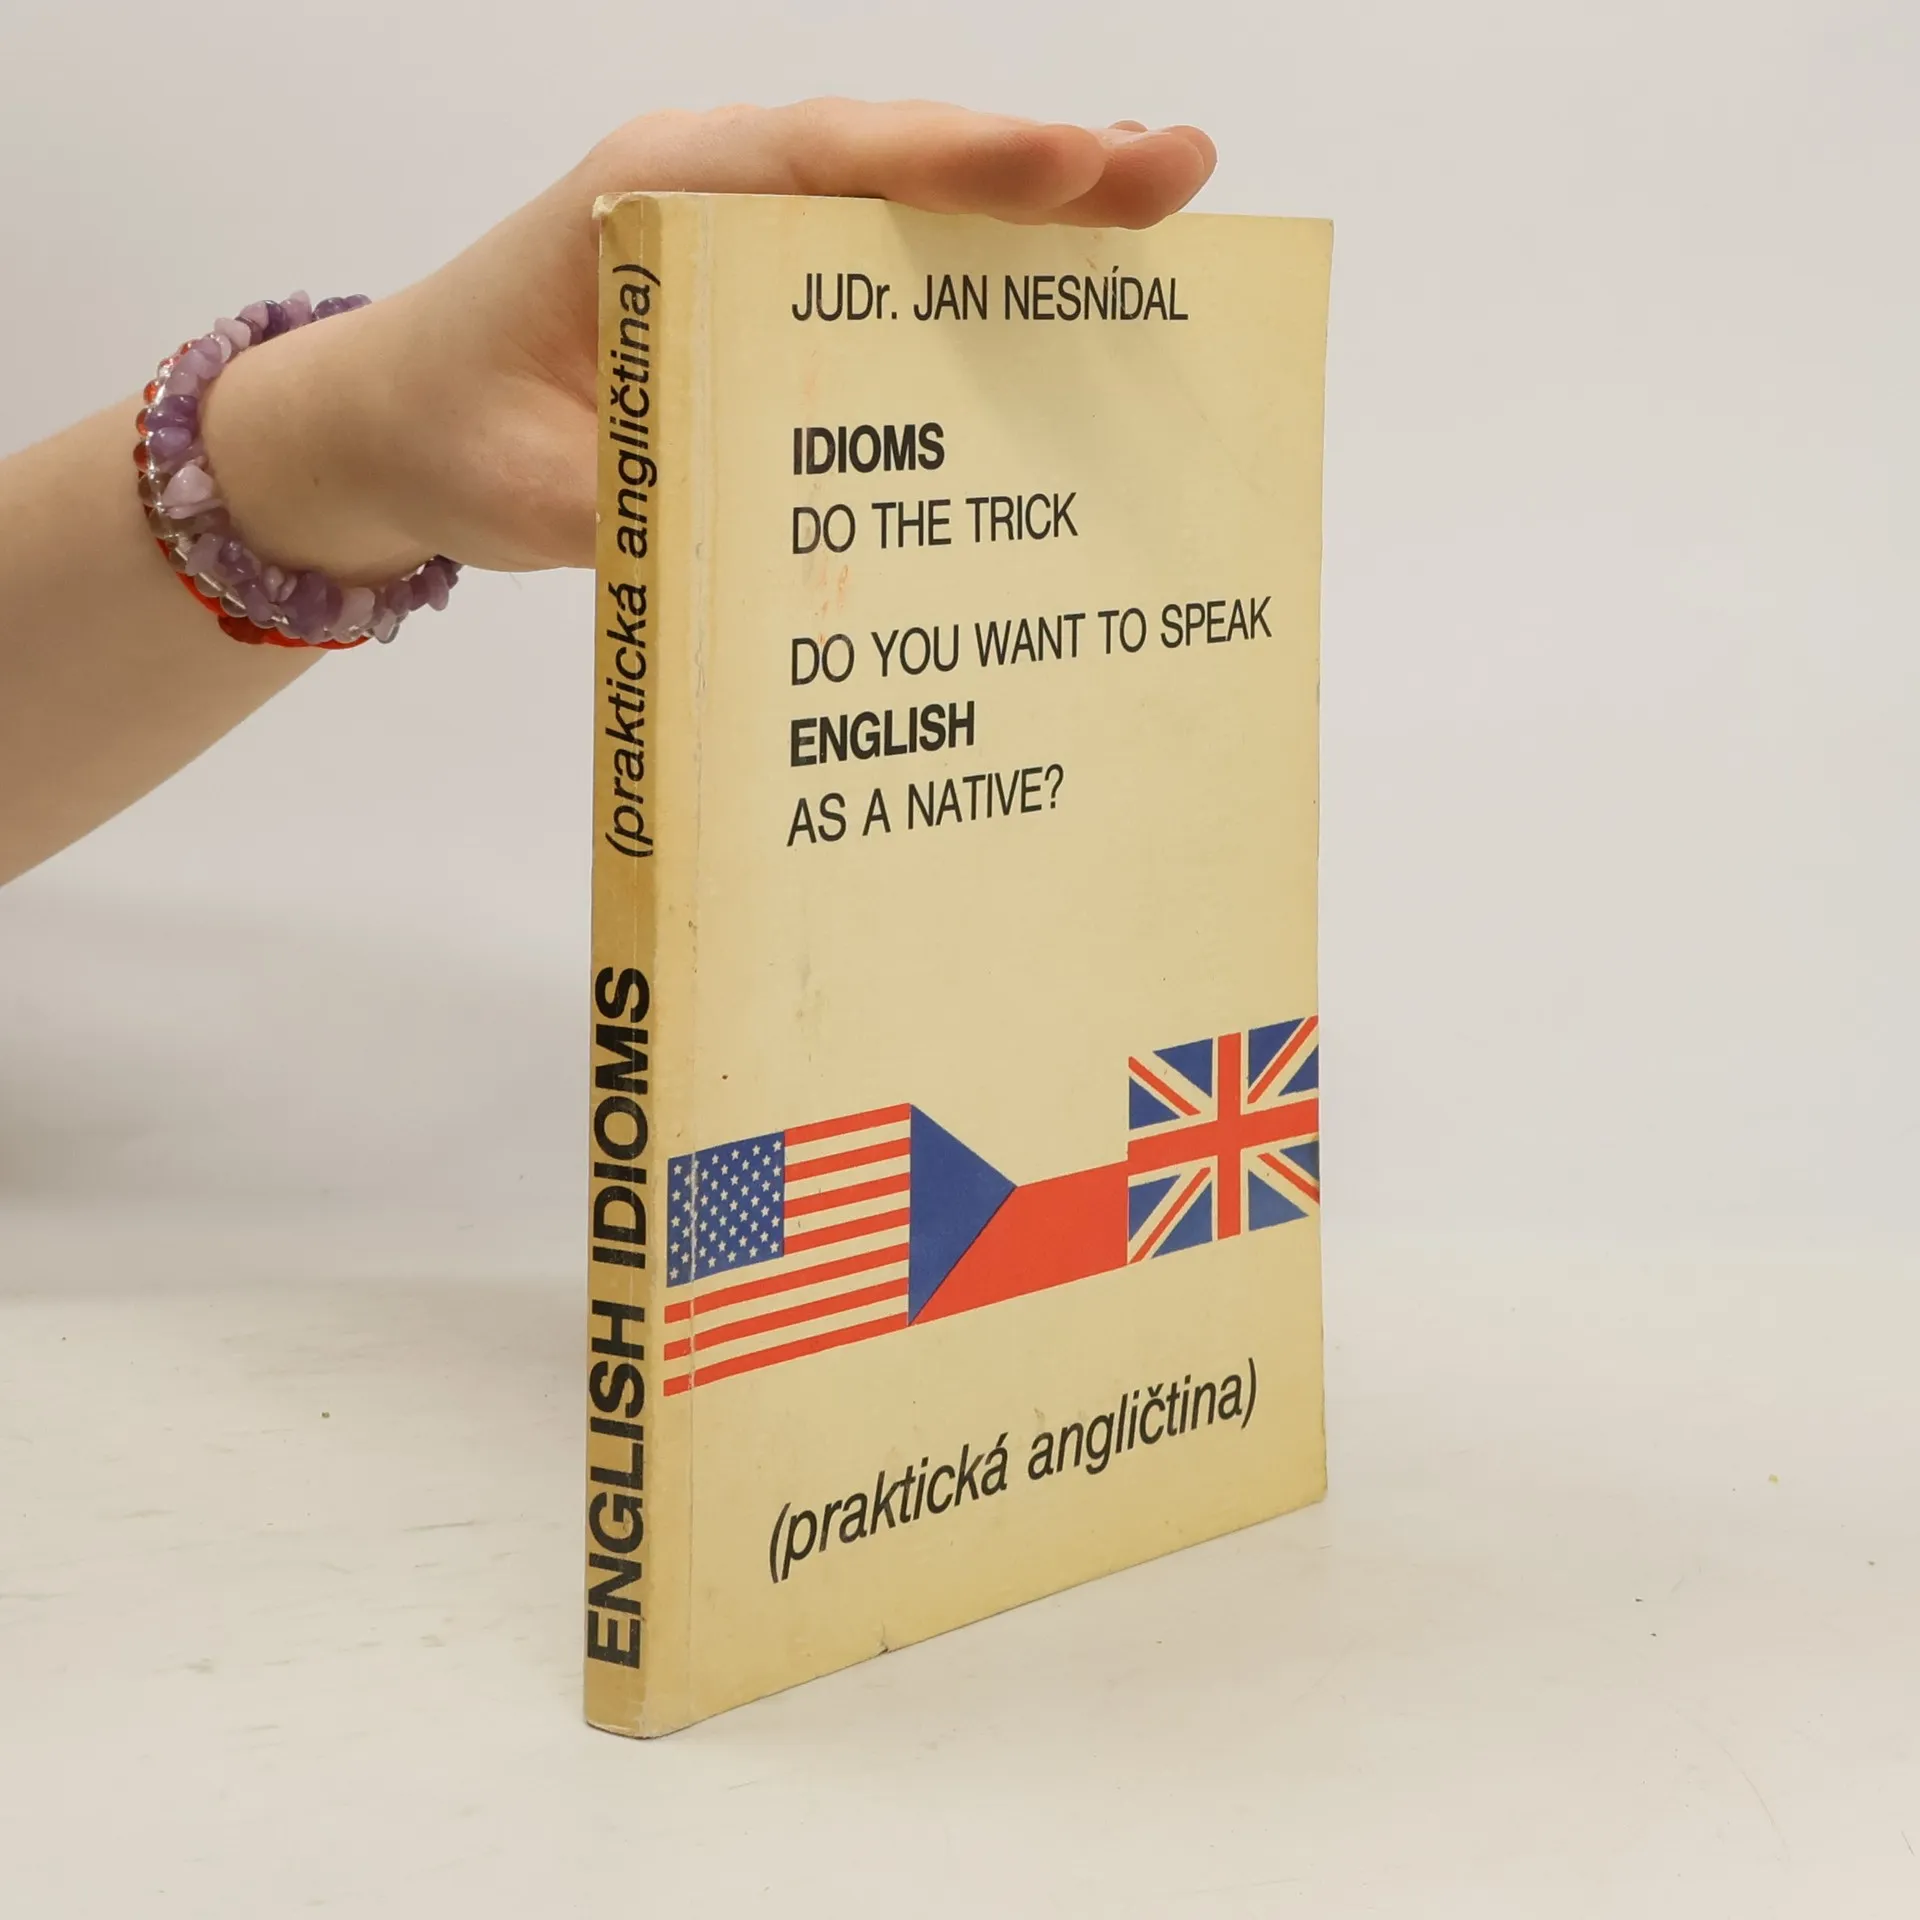 JUDr. JAN NESNÍDAL
IDIOMS
DO THE TRICK
DO YOU WANT TO SPEAK
ENGLISH
AS A NATIVE?
(praktická angličtina)
ENGLISH IDIOMS (praktická angličtina)